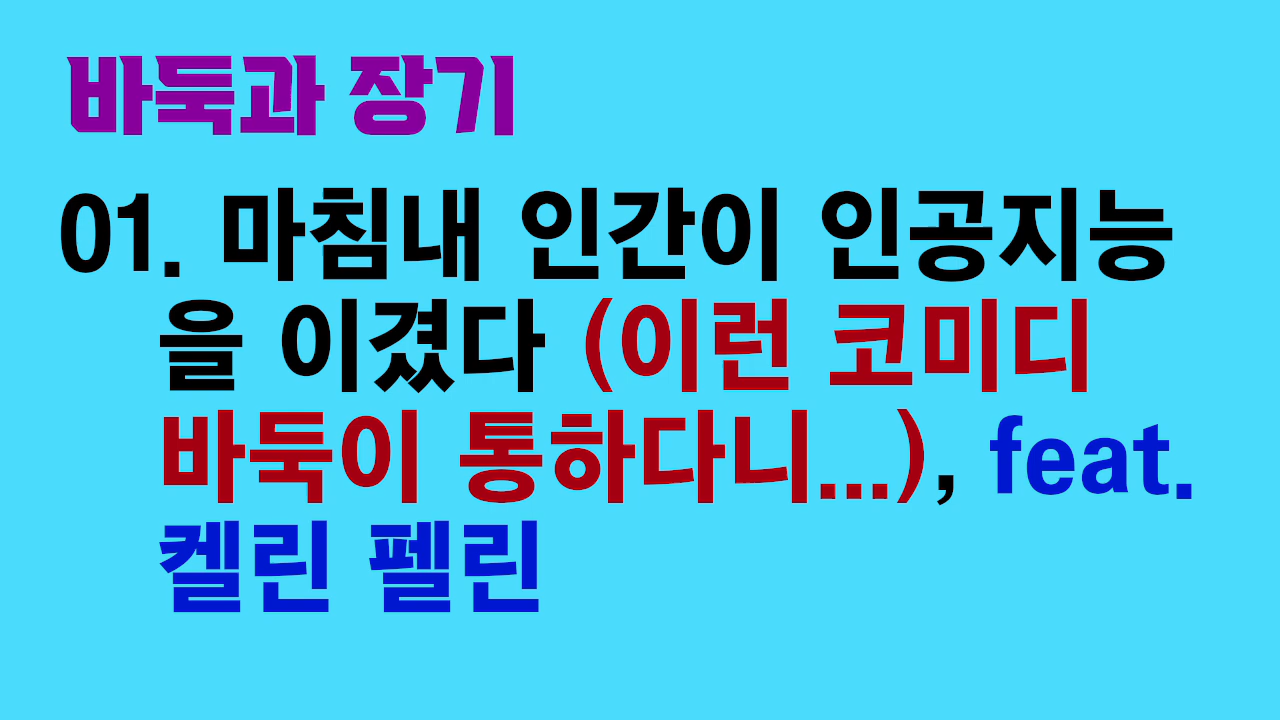 바둑과 장기
01. 마침내 인간이 인공지능
을 이겼다 (이런 코미디
바둑이 통하다니...), feat.
켈린 펠린